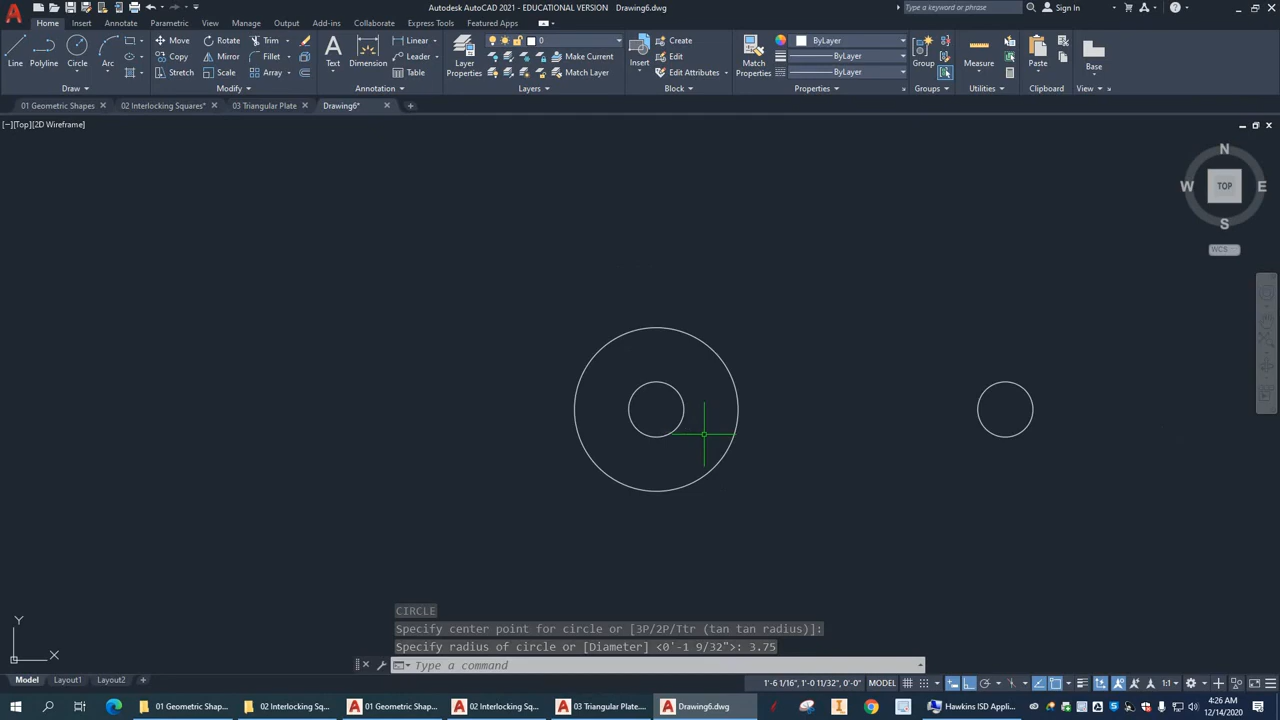 Autodesk AutoCAD 2021 - EDUCATIONAL VERSION Drawing6.dwg
Type a keyword or phrase
Sign In
Home Insert Annotate Parametric View Manage Output Add-ins Collaborate Express Tools Featured Apps
Line Polyline Circle Arc
Move Rotate Trim
Copy Mirror Fillet
Stretch Scale Array
Text Dimension
Linear
Leader
Table
Layer Properties
0
Make Current
Match Layer
Insert
Create
Edit
Edit Attributes
Match Properties
ByLayer
ByLayer
ByLayer
Group
Measure
Paste
Base
Draw Modify Annotation Layers Block Properties Groups Utilities Clipboard View
01 Geometric Shapes 02 Interlocking Squares* 03 Triangular Plate Drawing6*
[−][Top][2D Wireframe]
N
W TOP E
S
WCS
Y
X
CIRCLE
Specify center point for circle or [3P/2P/Ttr (tan tan radius)]:
Specify radius of circle or [Diameter] <0'-1 9/32">: 3.75
Type a command
Model Layout1 Layout2
1'-6 1/16", 1'-0 11/32", 0'-0" MODEL 1:1
01 Geometric Shap... 02 Interlocking Sq... 01 Geometric Shap... 02 Interlocking Sq... 03 Triangular Plate.... Drawing6.dwg Hawkins ISD Appli...
4:26 AM
12/14/2020